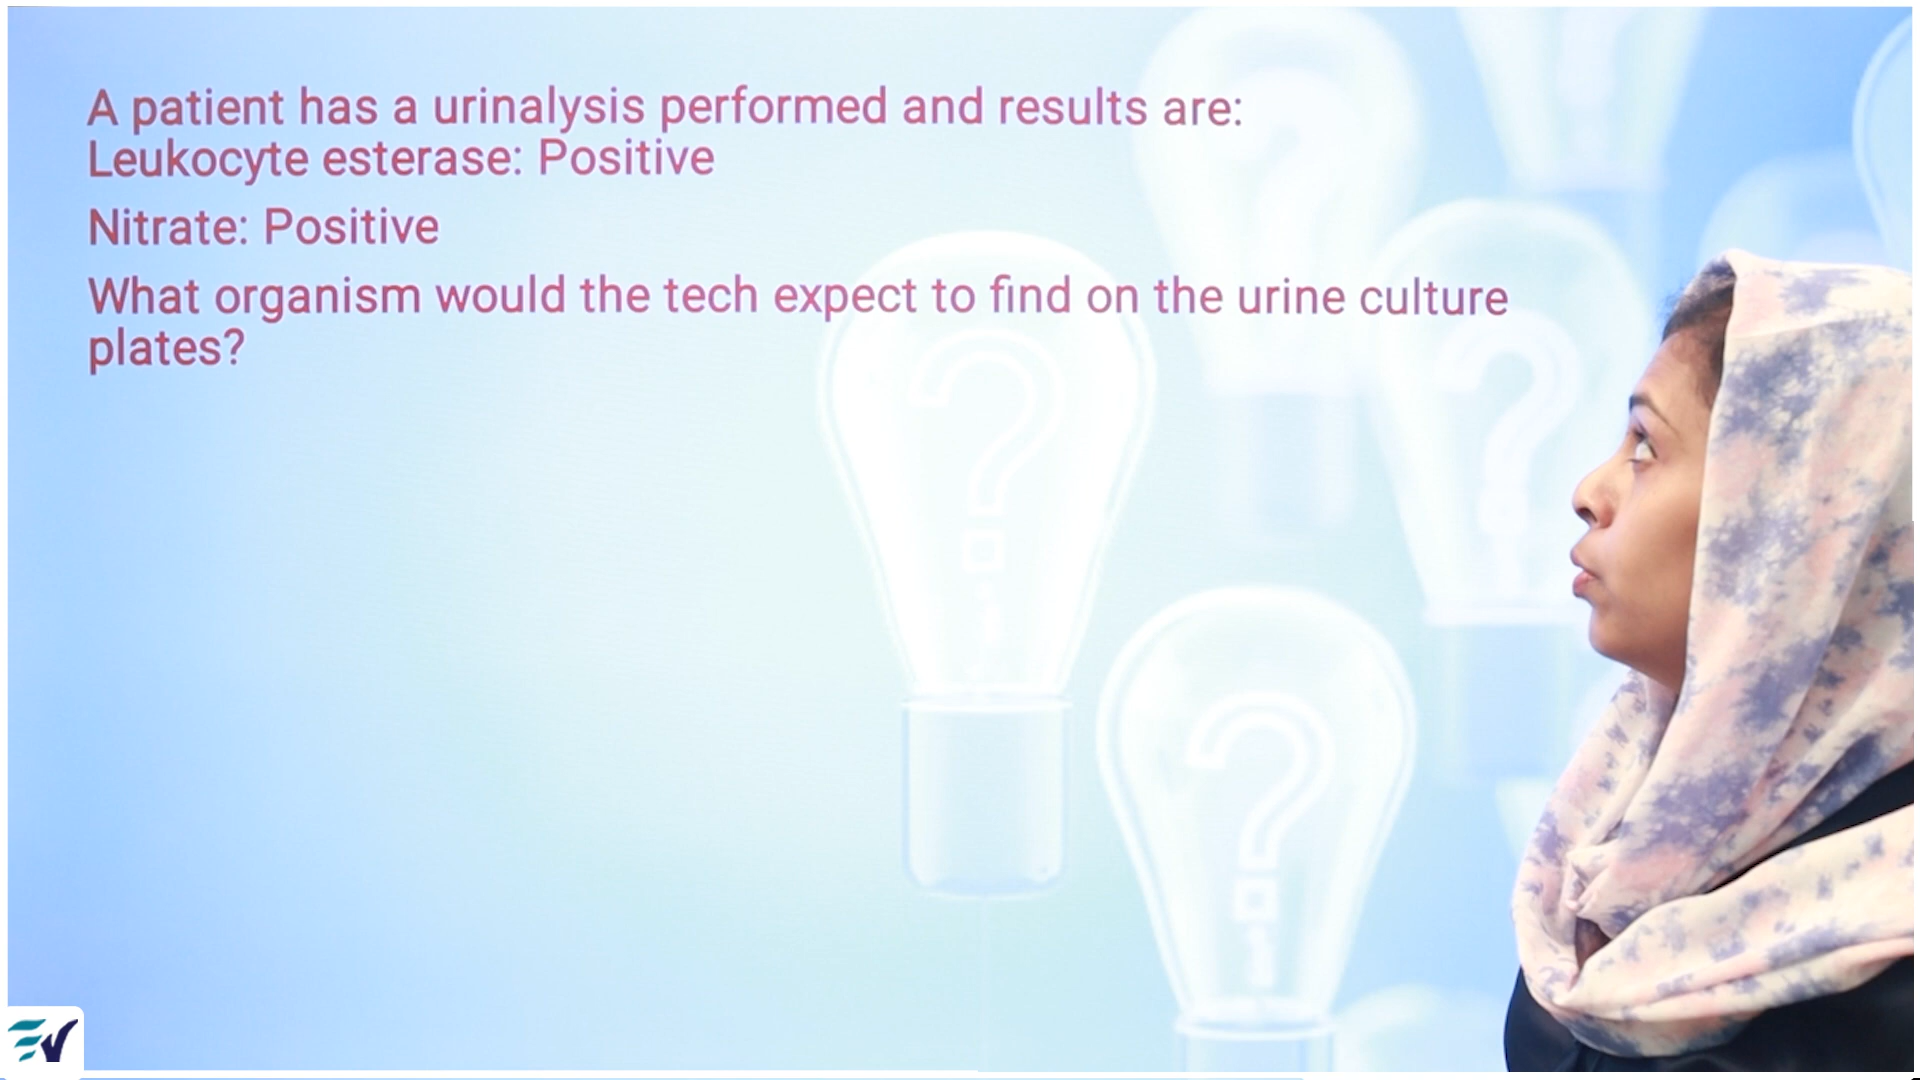 A patient has a urinalysis performed and results are:
Leukocyte esterase: Positive
Nitrate: Positive
What organism would the tech expect to find on the urine culture
plates?